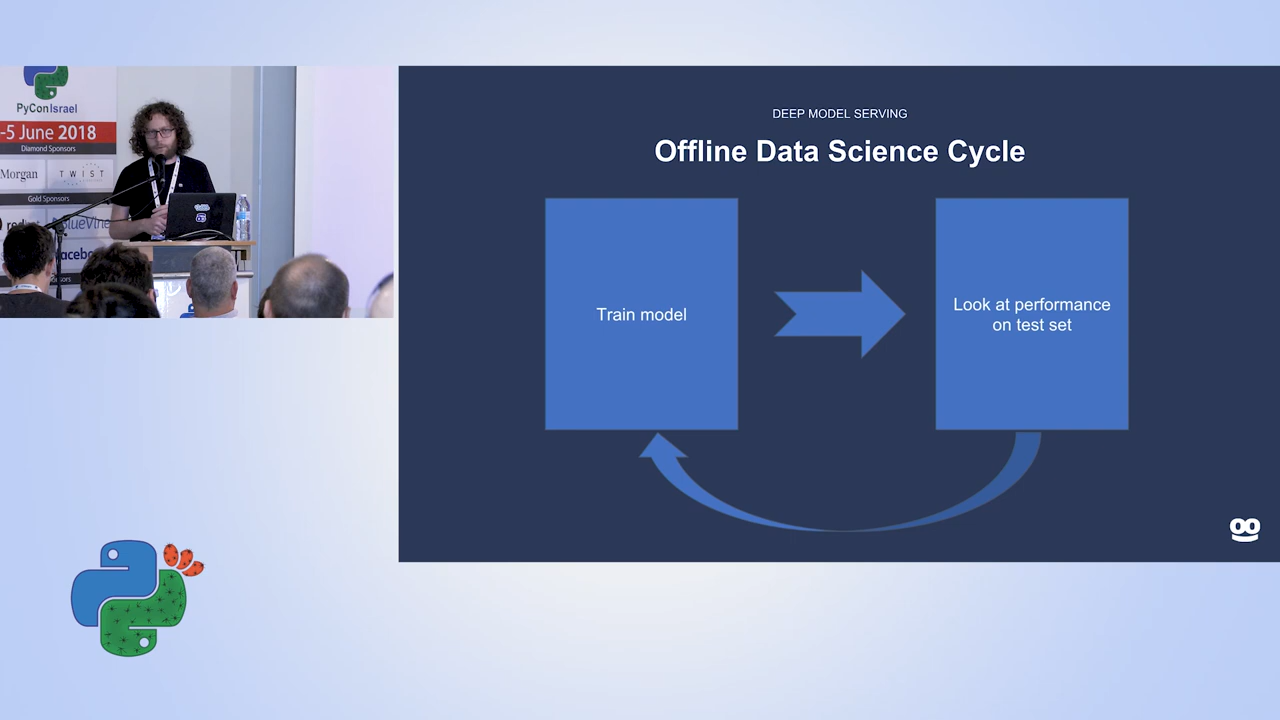 PyConIsrael
-5 June 2018
Diamond Sponsors
Morgan
TWIST
Gold Sponsors
DEEP MODEL SERVING
Offline Data Science Cycle
Train model
Look at performance
on test set